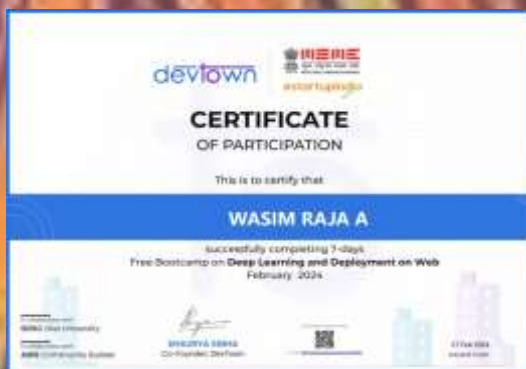 devtown
#startupindia
CERTIFICATE
OF PARTICIPATION
This is to certify that
WASIM RAJA A
successfully completing 7-days
Free Bootcamp on Deep Learning and Deployment on Web
February 2024
University
Co-Founder, DevTown